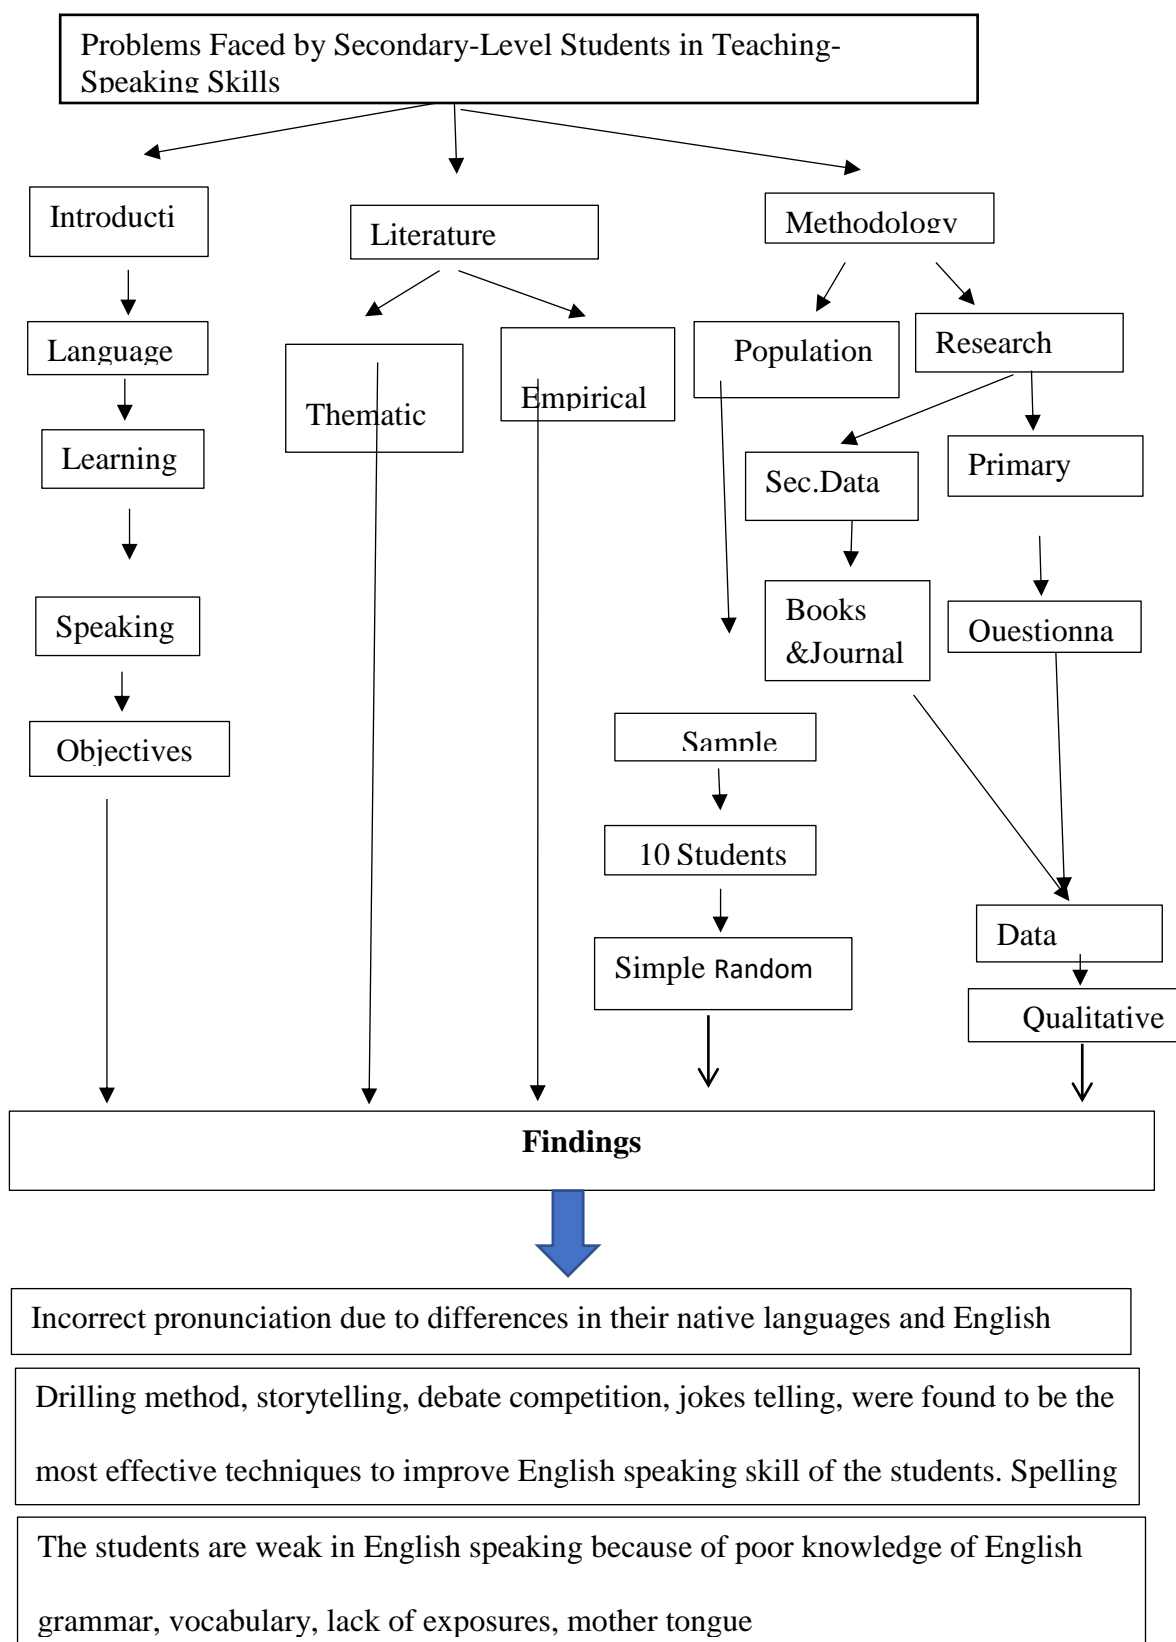 Problems Faced by Secondary-Level Students in Teaching-
Speaking Skills
Introducti
Literature
Methodology
Language
Thematic
Empirical
Population
Research
Learning
Sec.Data
Primary
Speaking
Books
&Journal
Questionna
Objectives
Sample
10 Students
Simple Random
Data
Qualitative
Findings
Incorrect pronunciation due to differences in their native languages and English
Drilling method, storytelling, debate competition, jokes telling, were found to be the
most effective techniques to improve English speaking skill of the students. Spelling
The students are weak in English speaking because of poor knowledge of English
grammar, vocabulary, lack of exposures, mother tongue